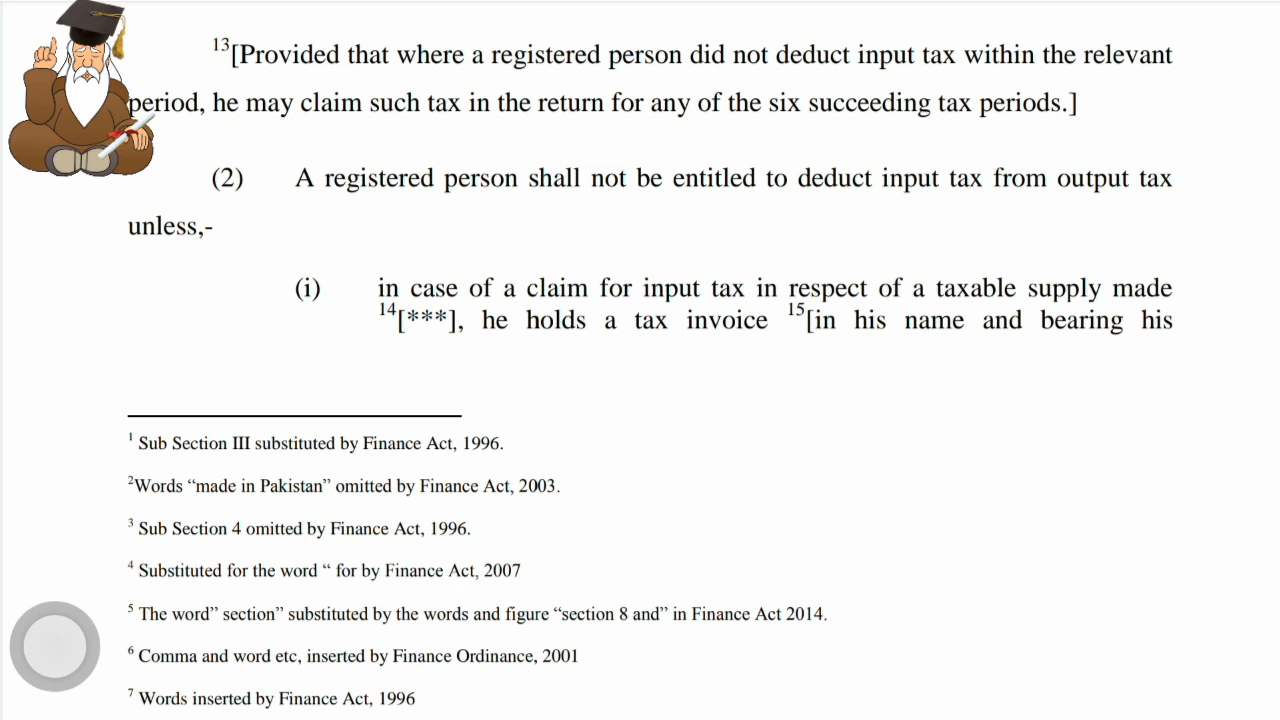 13[Provided that where a registered person did not deduct input tax within the relevant
period, he may claim such tax in the return for any of the six succeeding tax periods.]
(2) A registered person shall not be entitled to deduct input tax from output tax
unless,-
(i) in case of a claim for input tax in respect of a taxable supply made
14[***], he holds a tax invoice 15[in his name and bearing his
1 Sub Section III substituted by Finance Act, 1996.
2Words “made in Pakistan” omitted by Finance Act, 2003.
3 Sub Section 4 omitted by Finance Act, 1996.
4 Substituted for the word “ for by Finance Act, 2007
5 The word” section” substituted by the words and figure “section 8 and” in Finance Act 2014.
6 Comma and word etc, inserted by Finance Ordinance, 2001
7 Words inserted by Finance Act, 1996